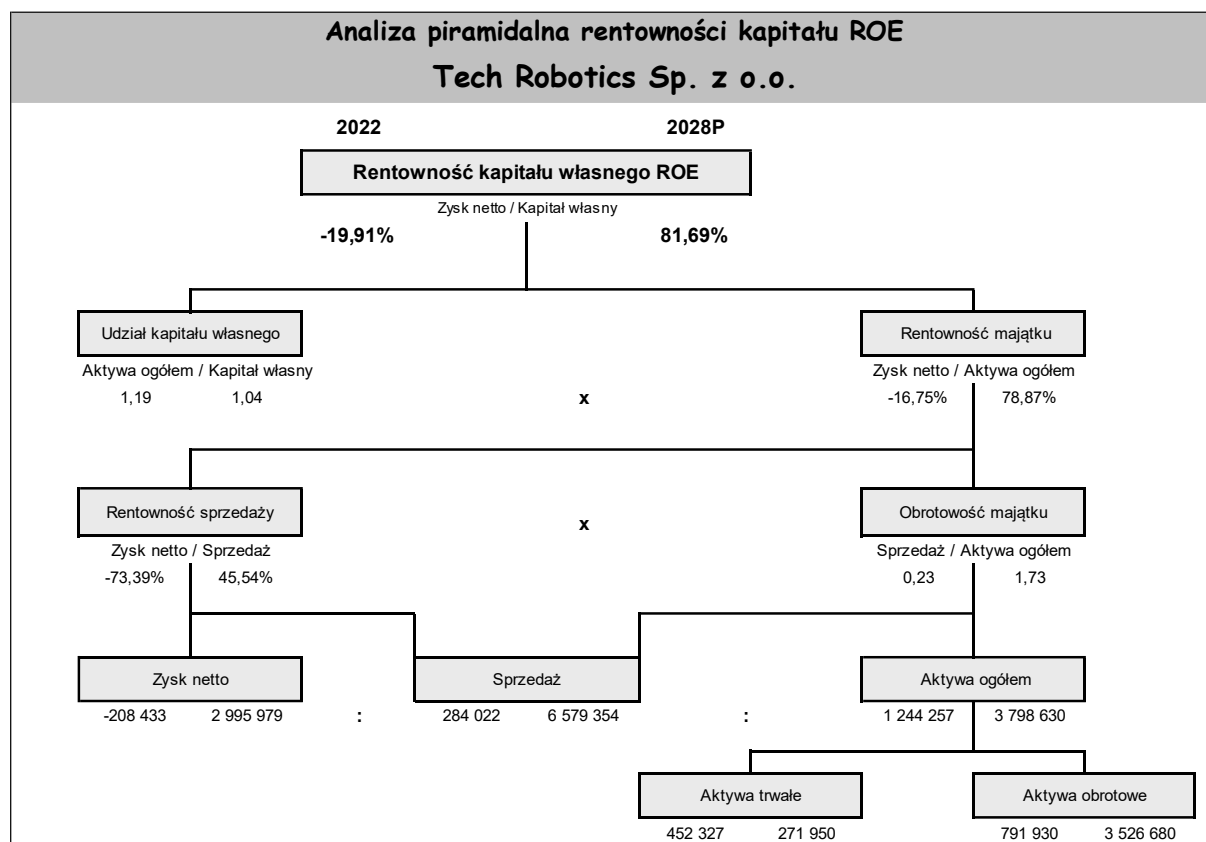 Analiza piramidalna rentowności kapitału ROE
Tech Robotics Sp. z o.o.
2022 2028P
Rentowność kapitału własnego ROE
Zysk netto / Kapitał własny
-19,91% 81,69%
Udział kapitału własnego Rentowność majątku
Aktywa ogółem / Kapitał własny Zysk netto / Aktywa ogółem
1,19 1,04 x -16,75% 78,87%
Rentowność sprzedaży x Obrotowość majątku
Zysk netto / Sprzedaż Sprzedaż / Aktywa ogółem
-73,39% 45,54% 0,23 1,73
Zysk netto Sprzedaż Aktywa ogółem
-208 433 2 995 979 : 284 022 6 579 354 : 1 244 257 3 798 630
Aktywa trwałe Aktywa obrotowe
452 327 271 950 791 930 3 526 680